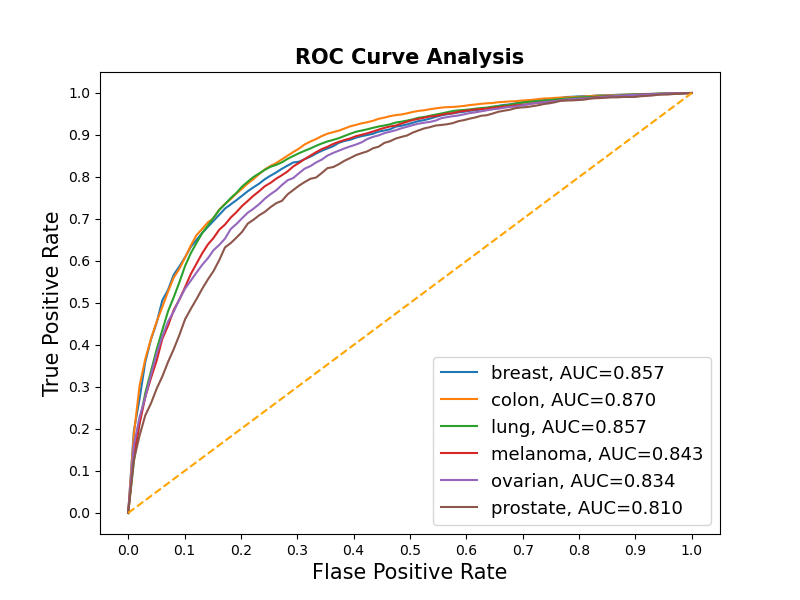 ROC Curve Analysis
True Positive Rate
1.0
0.9
0.8
0.7
0.6
0.5
0.4
0.3
0.2
0.1
0.0
breast, AUC=0.857
colon, AUC=0.870
lung, AUC=0.857
melanoma, AUC=0.843
ovarian, AUC=0.834
prostate, AUC=0.810
0.0 0.1 0.2 0.3 0.4 0.5 0.6 0.7 0.8 0.9 1.0
Flase Positive Rate